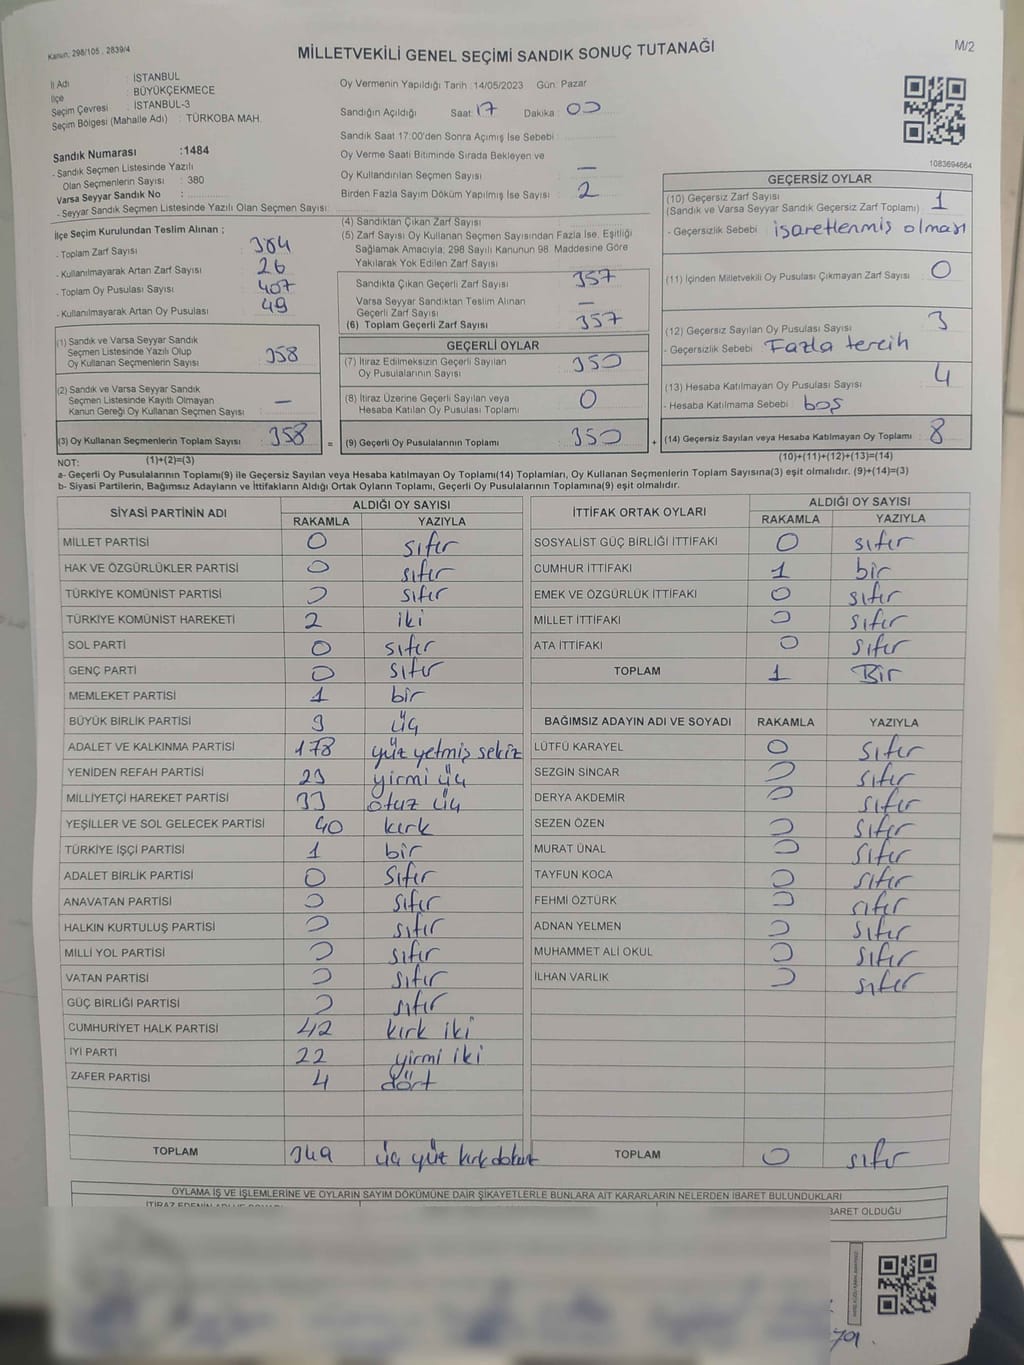 Kanun: 298/105 , 2839/4
MİLLETVEKİLİ GENEL SEÇİMİ SANDIK SONUÇ TUTANAĞI
M/2
İl Adı : İSTANBUL
İlçe : BÜYÜKÇEKMECE
Seçim Çevresi : İSTANBUL-3
Seçim Bölgesi (Mahalle Adı) : TÜRKOBA MAH.
Sandık Numarası :1484
- Sandık Seçmen Listesinde Yazılı
Olan Seçmenlerin Sayısı : 380
Varsa Seyyar Sandık No :
- Seyyar Sandık Seçmen Listesinde Yazılı Olan Seçmen Sayısı:
Oy Vermenin Yapıldığı Tarih : 14/05/2023 Gün: Pazar
Sandığın Açıldığı Saat: 17 Dakika : 00
Sandık Saat 17:00'den Sonra Açımış İse Sebebi :
Oy Verme Saati Bitiminde Sırada Bekleyen ve
Oy Kullandırılan Seçmen Sayısı : —
Birden Fazla Sayım Döküm Yapılmış İse Sayısı : 2
1083694664
İlçe Seçim Kurulundan Teslim Alınan ;
- Toplam Zarf Sayısı : 384
- Kullanılmayarak Artan Zarf Sayısı : 26
- Toplam Oy Pusulası Sayısı : 407
- Kullanılmayarak Artan Oy Pusulası : 49
(1) Sandık ve Varsa Seyyar Sandık
Seçmen Listesinde Yazılı Olup
Oy Kullanan Seçmenlerin Sayısı : 358
(2) Sandık ve Varsa Seyyar Sandık
Seçmen Listesinde Kayıtlı Olmayan
Kanun Gereği Oy Kullanan Seçmen Sayısı : —
(3) Oy Kullanan Seçmenlerin Toplam Sayısı : 358
(4) Sandıktan Çıkan Zarf Sayısı :
(5) Zarf Sayısı Oy Kullanan Seçmen Sayısından Fazla İse, Eşitliği
Sağlamak Amacıyla; 298 Sayılı Kanunun 98. Maddesine Göre
Yakılarak Yok Edilen Zarf Sayısı :
Sandıkta Çıkan Geçerli Zarf Sayısı : 357
Varsa Seyyar Sandıktan Teslim Alınan
Geçerli Zarf Sayısı : —
(6) Toplam Geçerli Zarf Sayısı : 357
GEÇERLİ OYLAR
(7) İtiraz Edilmeksizin Geçerli Sayılan
Oy Pusulalarının Sayısı : 350
(8) İtiraz Üzerine Geçerli Sayılan veya
Hesaba Katılan Oy Pusulası Toplamı : 0
= (9) Geçerli Oy Pusulalarının Toplamı : 350 +
GEÇERSİZ OYLAR
(10) Geçersiz Zarf Sayısı : 1
(Sandık ve Varsa Seyyar Sandık Geçersiz Zarf Toplamı)
- Geçersizlik Sebebi : işaretlenmiş olması
(11) İçinden Milletvekili Oy Pusulası Çıkmayan Zarf Sayısı : 0
(12) Geçersiz Sayılan Oy Pusulası Sayısı : 3
- Geçersizlik Sebebi : Fazla tercih
(13) Hesaba Katılmayan Oy Pusulası Sayısı : 4
- Hesaba Katılmama Sebebi : boş
(14) Geçersiz Sayılan veya Hesaba Katılmayan Oy Toplamı : 8
NOT: (1)+(2)=(3)
(10)+(11)+(12)+(13)=(14)
a- Geçerli Oy Pusulalarının Toplamı(9) ile Geçersiz Sayılan veya Hesaba katılmayan Oy Toplamı(14) Toplamları, Oy Kullanan Seçmenlerin Toplam Sayısına(3) eşit olmalıdır. (9)+(14)=(3)
b- Siyasi Partilerin, Bağımsız Adayların ve İttifakların Aldığı Ortak Oyların Toplamı, Geçerli Oy Pusulalarının Toplamına(9) eşit olmalıdır.
SİYASİ PARTİNİN ADI ALDIĞI OY SAYISI
RAKAMLA YAZIYLA
MİLLET PARTİSİ 0 sıfır
HAK VE ÖZGÜRLÜKLER PARTİSİ 0 sıfır
TÜRKİYE KOMÜNİST PARTİSİ 0 sıfır
TÜRKİYE KOMÜNİST HAREKETİ 2 iki
SOL PARTİ 0 sıfır
GENÇ PARTİ 0 sıfır
MEMLEKET PARTİSİ 1 bir
BÜYÜK BİRLİK PARTİSİ 3 üç
ADALET VE KALKINMA PARTİSİ 178 yüz yetmiş sekiz
YENİDEN REFAH PARTİSİ 23 yirmi üç
MİLLİYETÇİ HAREKET PARTİSİ 33 otuz üç
YEŞİLLER VE SOL GELECEK PARTİSİ 40 kırk
TÜRKİYE İŞÇİ PARTİSİ 1 bir
ADALET BİRLİK PARTİSİ 0 sıfır
ANAVATAN PARTİSİ 0 sıfır
HALKIN KURTULUŞ PARTİSİ 0 sıfır
MİLLİ YOL PARTİSİ 0 sıfır
VATAN PARTİSİ 0 sıfır
GÜÇ BİRLİĞİ PARTİSİ 0 sıfır
CUMHURİYET HALK PARTİSİ 42 kırk iki
İYİ PARTİ 22 yirmi iki
ZAFER PARTİSİ 4 dört
TOPLAM 349 üç yüz kırk dokuz
İTTİFAK ORTAK OYLARI ALDIĞI OY SAYISI
RAKAMLA YAZIYLA
SOSYALİST GÜÇ BİRLİĞİ İTTİFAKI 0 sıfır
CUMHUR İTTİFAKI 1 bir
EMEK VE ÖZGÜRLÜK İTTİFAKI 0 sıfır
MİLLET İTTİFAKI 0 sıfır
ATA İTTİFAKI 0 sıfır
TOPLAM 1 Bir
BAĞIMSIZ ADAYIN ADI VE SOYADI RAKAMLA YAZIYLA
LÜTFÜ KARAYEL 0 sıfır
SEZGİN SİNCAR 0 sıfır
DERYA AKDEMİR 0 sıfır
SEZEN ÖZEN 0 sıfır
MURAT ÜNAL 0 sıfır
TAYFUN KOCA 0 sıfır
FEHMİ ÖZTÜRK 0 sıfır
ADNAN YELMEN 0 sıfır
MUHAMMET ALİ OKUL 0 sıfır
İLHAN VARLIK 0 sıfır
TOPLAM 0 sıfır
OYLAMA İŞ VE İŞLEMLERİNE VE OYLARIN SAYIM DÖKÜMÜNE DAİR ŞİKAYETLERLE BUNLARA AİT KARARLARIN NELERDEN İBARET BULUNDUKLARI
BARET OLDUĞU